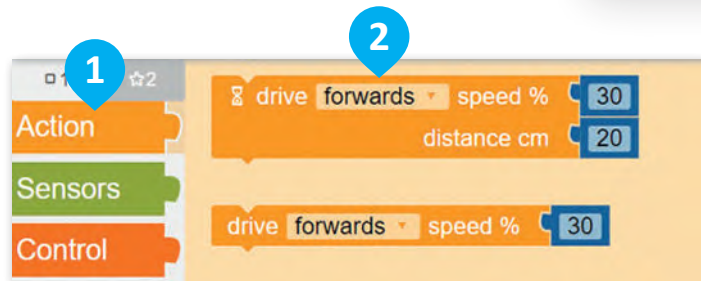 1
2
☆2
Action
Sensors
Control
drive forwards speed % 30
distance cm 20
drive forwards speed % 30